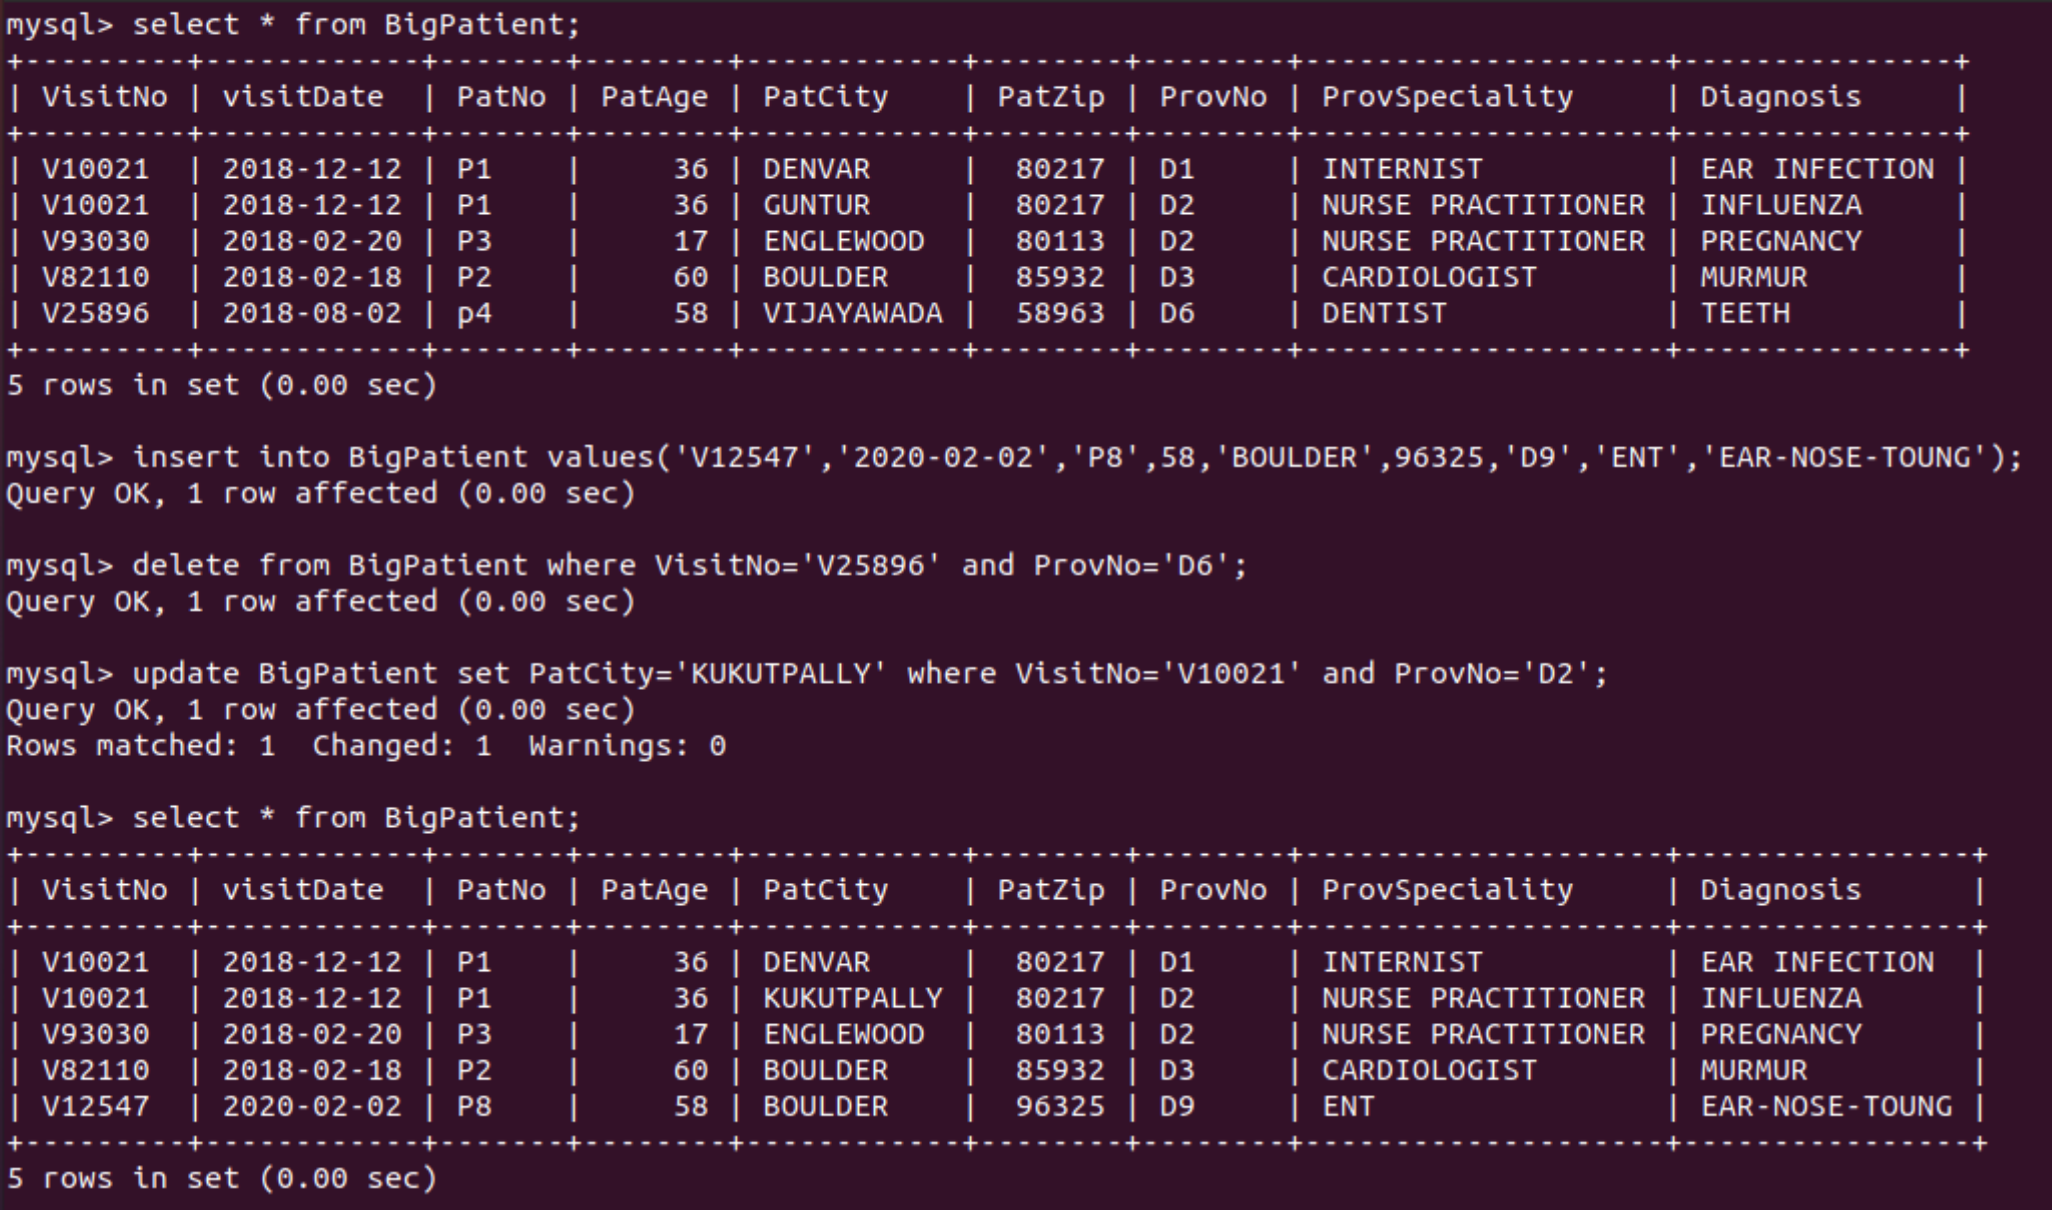 mysql> select * from BigPatient;
+---------+------------+-------+--------+------------+--------+--------+--------------------+---------------+
| VisitNo | visitDate  | PatNo | PatAge | PatCity    | PatZip | ProvNo | ProvSpeciality     | Diagnosis     |
+---------+------------+-------+--------+------------+--------+--------+--------------------+---------------+
| V10021  | 2018-12-12 | P1    |     36 | DENVAR     |  80217 | D1     | INTERNIST          | EAR INFECTION |
| V10021  | 2018-12-12 | P1    |     36 | GUNTUR     |  80217 | D2     | NURSE PRACTITIONER | INFLUENZA     |
| V93030  | 2018-02-20 | P3    |     17 | ENGLEWOOD  |  80113 | D2     | NURSE PRACTITIONER | PREGNANCY     |
| V82110  | 2018-02-18 | P2    |     60 | BOULDER    |  85932 | D3     | CARDIOLOGIST       | MURMUR        |
| V25896  | 2018-08-02 | p4    |     58 | VIJAYAWADA |  58963 | D6     | DENTIST            | TEETH         |
+---------+------------+-------+--------+------------+--------+--------+--------------------+---------------+
5 rows in set (0.00 sec)

mysql> insert into BigPatient values('V12547','2020-02-02','P8',58,'BOULDER',96325,'D9','ENT','EAR-NOSE-TOUNG');
Query OK, 1 row affected (0.00 sec)

mysql> delete from BigPatient where VisitNo='V25896' and ProvNo='D6';
Query OK, 1 row affected (0.00 sec)

mysql> update BigPatient set PatCity='KUKUTPALLY' where VisitNo='V10021' and ProvNo='D2';
Query OK, 1 row affected (0.00 sec)
Rows matched: 1  Changed: 1  Warnings: 0

mysql> select * from BigPatient;
+---------+------------+-------+--------+------------+--------+--------+--------------------+----------------+
| VisitNo | visitDate  | PatNo | PatAge | PatCity    | PatZip | ProvNo | ProvSpeciality     | Diagnosis      |
+---------+------------+-------+--------+------------+--------+--------+--------------------+----------------+
| V10021  | 2018-12-12 | P1    |     36 | DENVAR     |  80217 | D1     | INTERNIST          | EAR INFECTION  |
| V10021  | 2018-12-12 | P1    |     36 | KUKUTPALLY |  80217 | D2     | NURSE PRACTITIONER | INFLUENZA      |
| V93030  | 2018-02-20 | P3    |     17 | ENGLEWOOD  |  80113 | D2     | NURSE PRACTITIONER | PREGNANCY      |
| V82110  | 2018-02-18 | P2    |     60 | BOULDER    |  85932 | D3     | CARDIOLOGIST       | MURMUR         |
| V12547  | 2020-02-02 | P8    |     58 | BOULDER    |  96325 | D9     | ENT                | EAR-NOSE-TOUNG |
+---------+------------+-------+--------+------------+--------+--------+--------------------+----------------+
5 rows in set (0.00 sec)